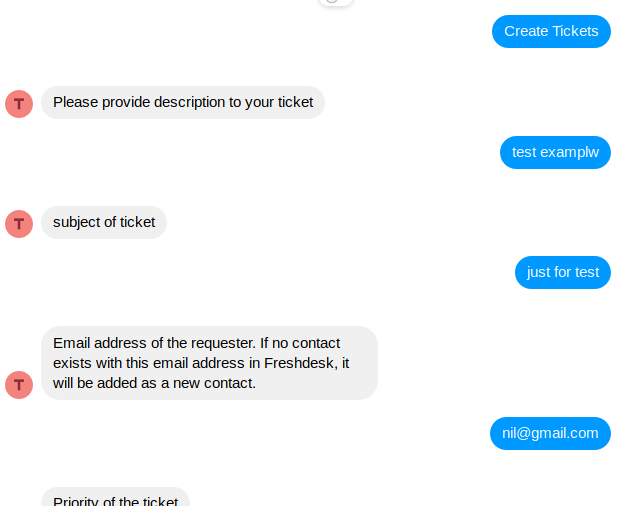 Create Tickets
T
Please provide description to your ticket
test examplw
T
subject of ticket
just for test
Email address of the requester. If no contact
exists with this email address in Freshdesk, it
will be added as a new contact.
T
nil@gmail.com
Priority of the ticket